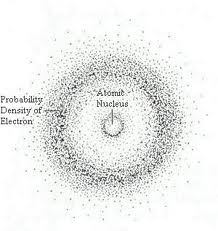 Atomic
Nucleus
Probability
Density of
Electron